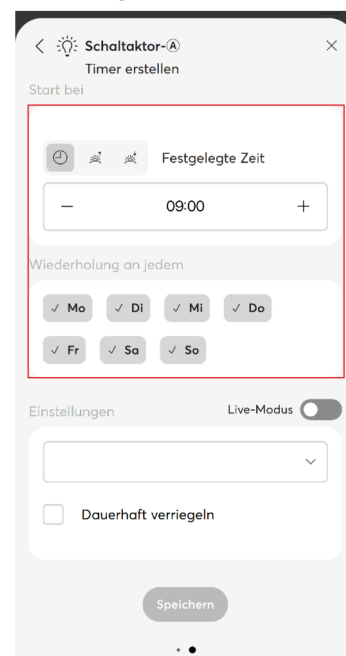 Schaltaktor-Ⓐ
Timer erstellen
Start bei
Festgelegte Zeit
09:00
Wiederholung an jedem
Mo Di Mi Do
Fr Sa So
Einstellungen Live-Modus
Dauerhaft verriegeln
Speichern